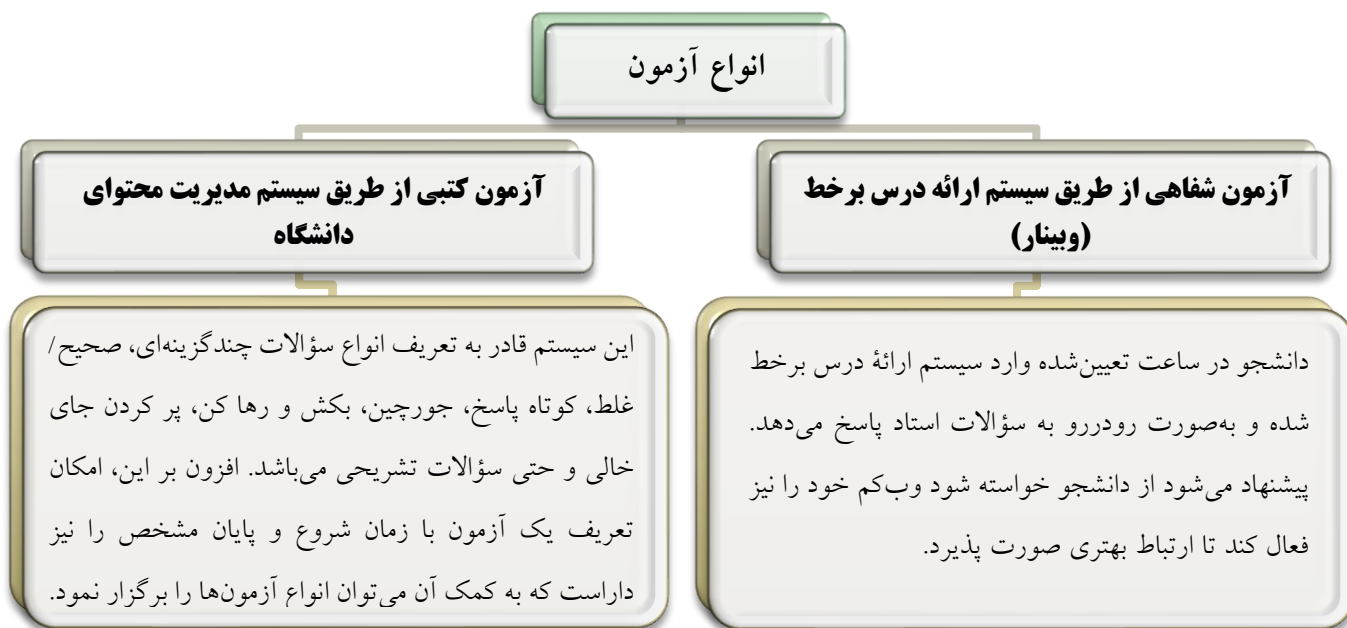 انواع آزمون
آزمون شفاهی از طریق سیستم ارائه درس برخط
(وبینار)
دانشجو در ساعت تعیین‌شده وارد سیستم ارائهٔ درس برخط
شده و به‌صورت رودررو به سؤالات استاد پاسخ می‌دهد.
پیشنهاد می‌شود از دانشجو خواسته شود وب‌کم خود را نیز
فعال کند تا ارتباط بهتری صورت پذیرد.
آزمون کتبی از طریق سیستم مدیریت محتوای
دانشگاه
این سیستم قادر به تعریف انواع سؤالات چندگزینه‌ای، صحیح/
غلط، کوتاه پاسخ، جورچین، بکش و رها کن، پر کردن جای
خالی و حتی سؤالات تشریحی می‌باشد. افزون بر این، امکان
تعریف یک آزمون با زمان شروع و پایان مشخص را نیز
داراست که به کمک آن می‌توان انواع آزمون‌ها را برگزار نمود.